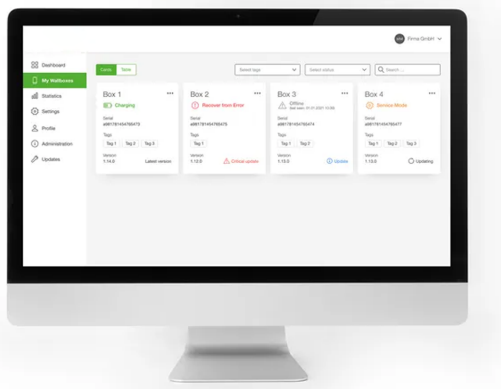 Firma GmbH
Dashboard
My Wallboxes
Statistics
Settings
Profile
Administration
Updates
Cards
Table
Select tags
Select status
Search ...
Box 1
Charging
Serial
Tags
Tag 1
Tag 2
Tag 3
Version
1.14.0
Latest version
Box 2
Recover from Error
Serial
Tags
Tag 1
Version
1.13.0
Critical update
Box 3
Offline
Serial
Tags
Tag 1
Tag 2
Version
1.13.0
Update
Box 4
Service Mode
Serial
Tags
Tag 1
Tag 2
Tag 3
Version
1.13.0
Updating